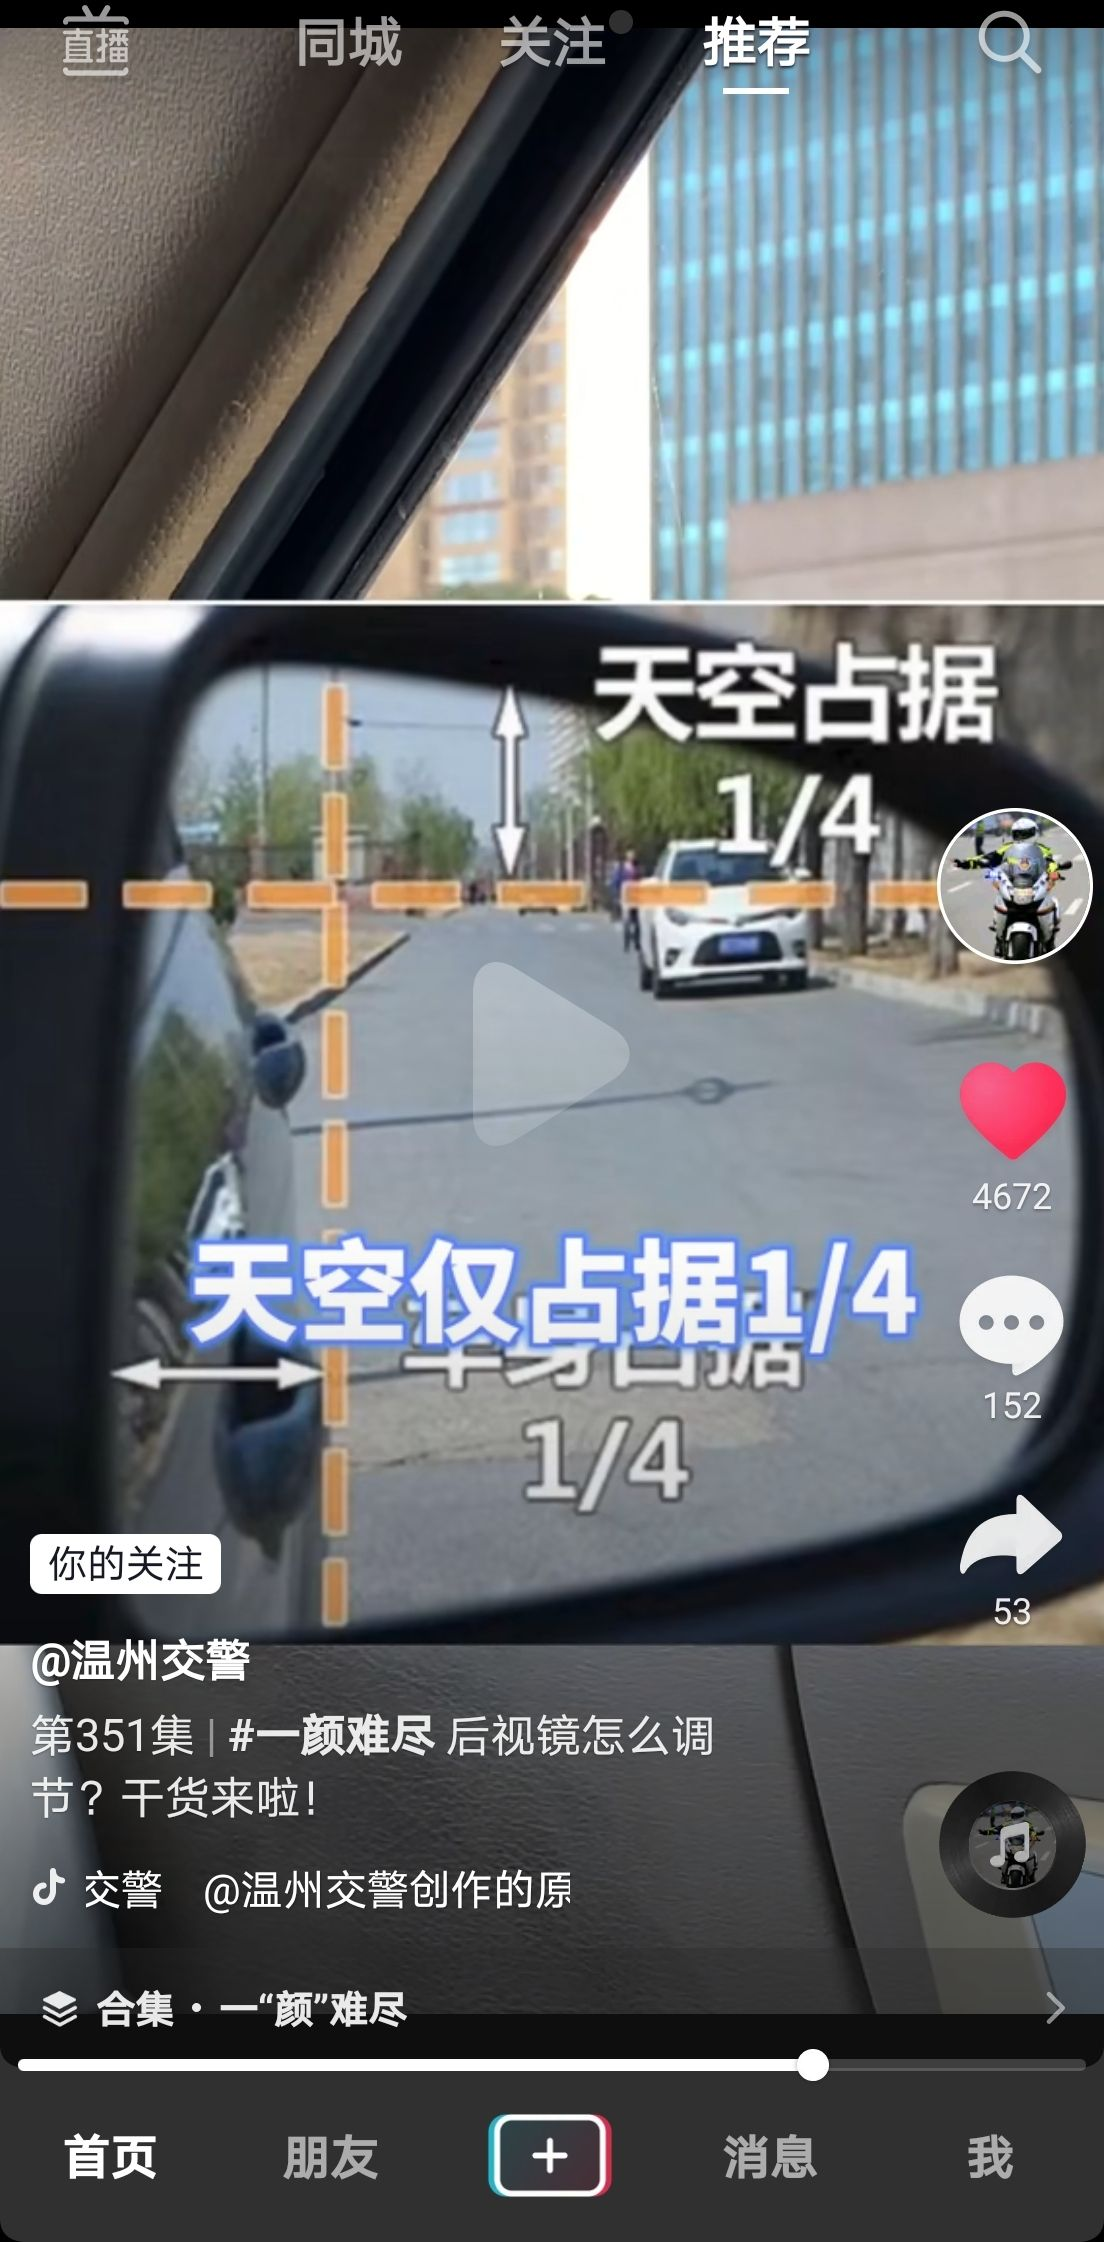 直播
同城
关注
推荐
天空占据
1/4
4672
天空仅占据1/4
车身占据
1/4
152
53
你的关注
@温州交警
第351集 | #一颜难尽 后视镜怎么调
节？干货来啦！
交警 @温州交警创作的原
合集 · 一“颜”难尽
首页
朋友
消息
我